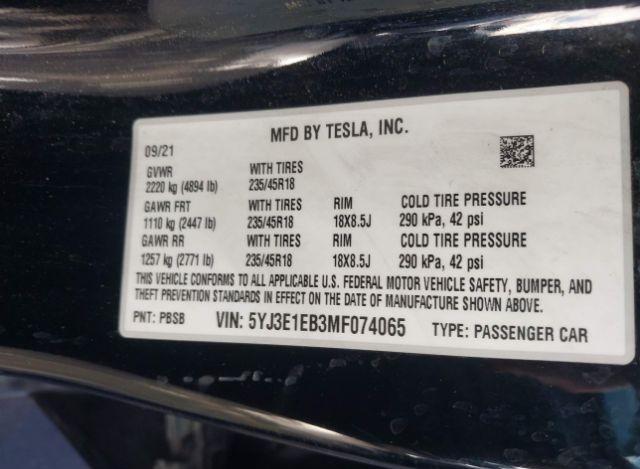 MFD BY TESLA, INC.
09/21
GVWR WITH TIRES
2220 kg (4894 lb) 235/45R18
GAWR FRT WITH TIRES RIM COLD TIRE PRESSURE
1110 kg (2447 lb) 235/45R18 18X8.5J 290 kPa, 42 psi
GAWR RR WITH TIRES RIM COLD TIRE PRESSURE
1257 kg (2771 lb) 235/45R18 18X8.5J 290 kPa, 42 psi
THIS VEHICLE CONFORMS TO ALL APPLICABLE U.S. FEDERAL MOTOR VEHICLE SAFETY, BUMPER, AND
THEFT PREVENTION STANDARDS IN EFFECT ON THE DATE OF MANUFACTURE SHOWN ABOVE.
PNT: PBSB VIN: 5YJ3E1EB3MF074065 TYPE: PASSENGER CAR